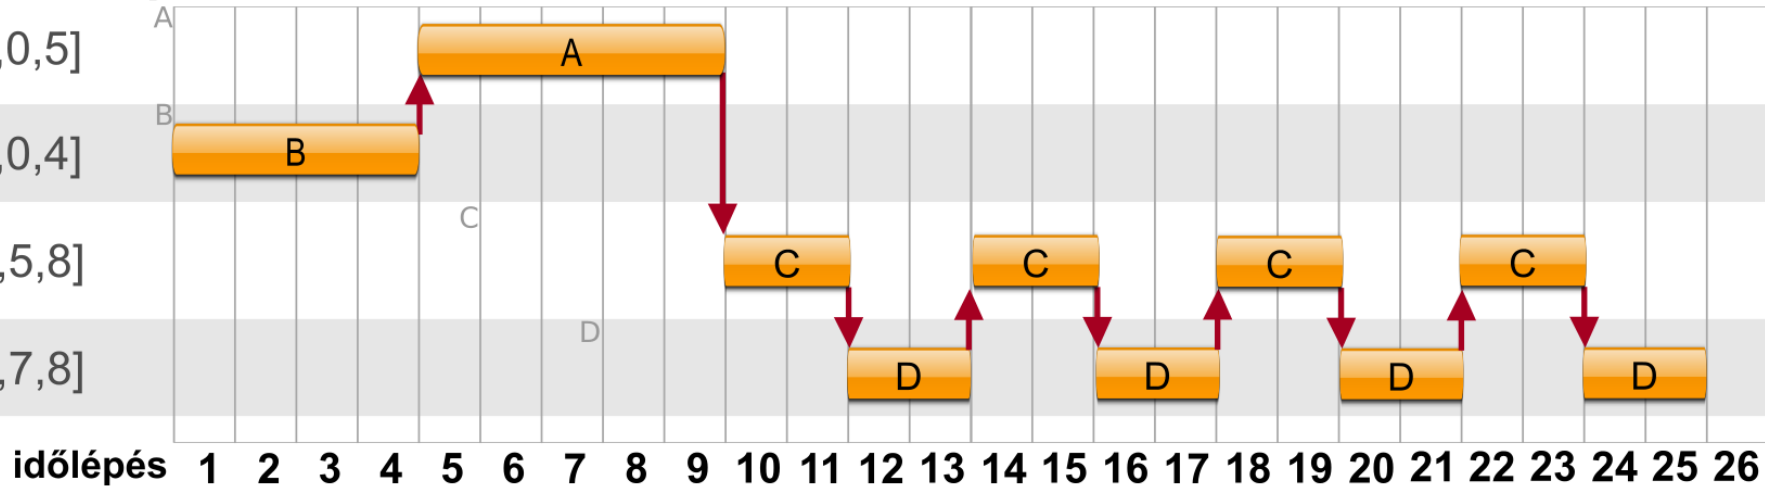 A
,0,5]
A
B
,0,4]
B
C
,5,8]
C C C C
D
,7,8]
D D D D
időlépés 1 2 3 4 5 6 7 8 9 10 11 12 13 14 15 16 17 18 19 20 21 22 23 24 25 26